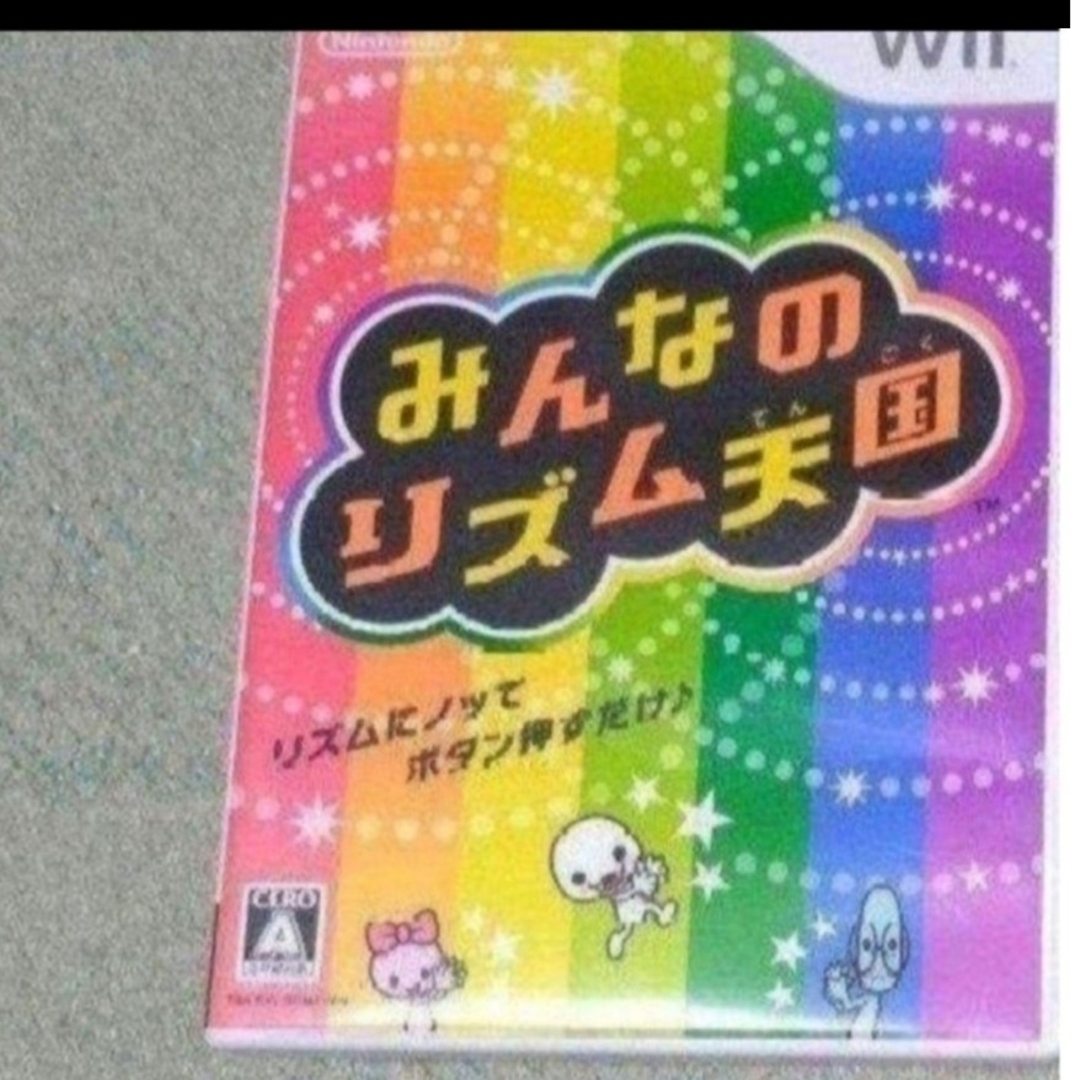 Nintendo
Wii
みんなの
リズム天国
てん
ごく
TM
リズムにノッて
ボタン押すだけ♪
CERO
A